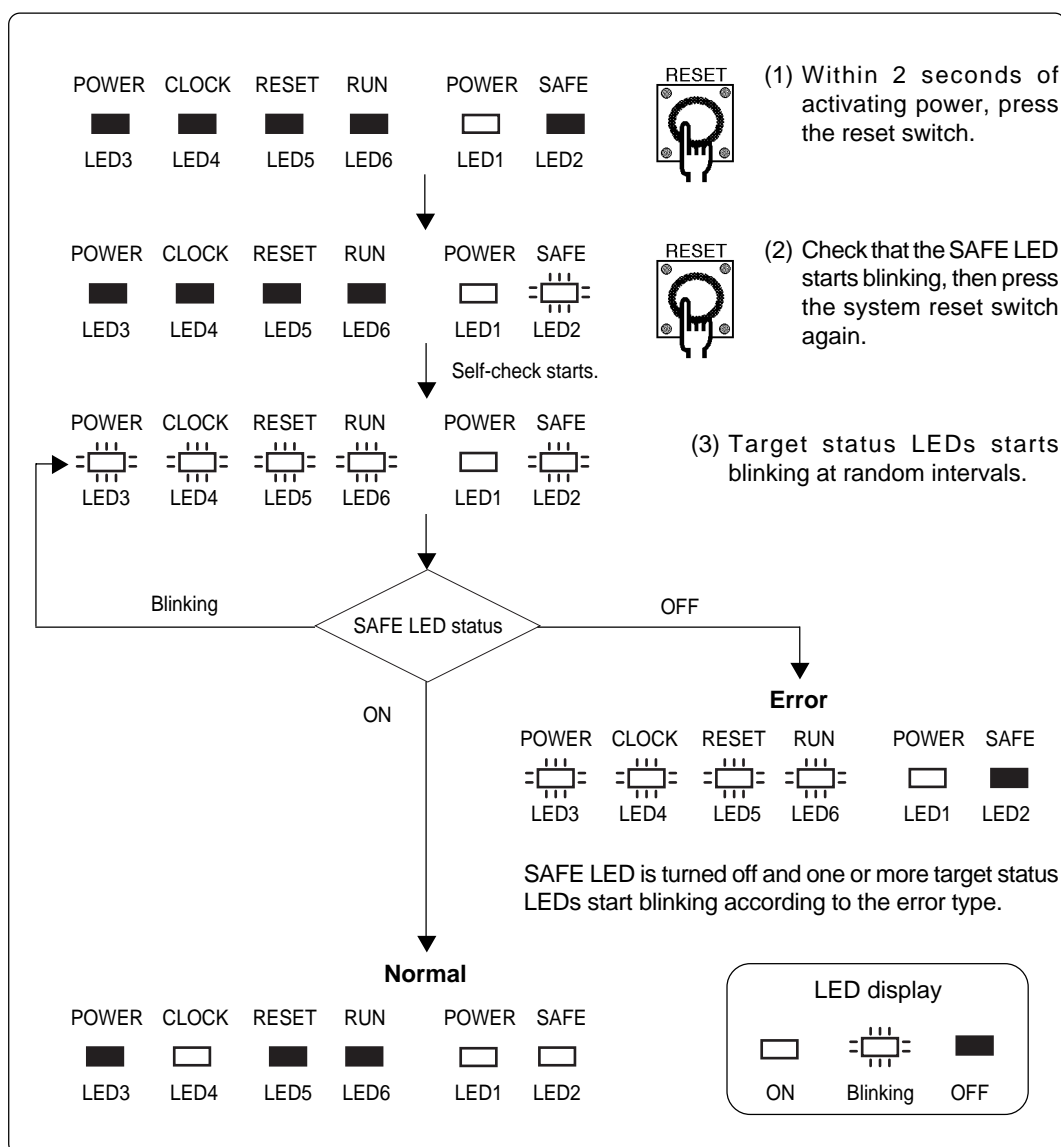 POWER CLOCK RESET RUN POWER SAFE
LED3 LED4 LED5 LED6 LED1 LED2
RESET
(1) Within 2 seconds of
activating power, press
the reset switch.
POWER CLOCK RESET RUN POWER SAFE
LED3 LED4 LED5 LED6 LED1 LED2
RESET
(2) Check that the SAFE LED
starts blinking, then press
the system reset switch
again.
Self-check starts.
POWER CLOCK RESET RUN POWER SAFE
LED3 LED4 LED5 LED6 LED1 LED2
(3) Target status LEDs starts
blinking at random intervals.
Blinking
SAFE LED status
OFF
ON
Error
POWER CLOCK RESET RUN POWER SAFE
LED3 LED4 LED5 LED6 LED1 LED2
SAFE LED is turned off and one or more target status
LEDs start blinking according to the error type.
Normal
POWER CLOCK RESET RUN POWER SAFE
LED3 LED4 LED5 LED6 LED1 LED2
LED display
ON Blinking OFF